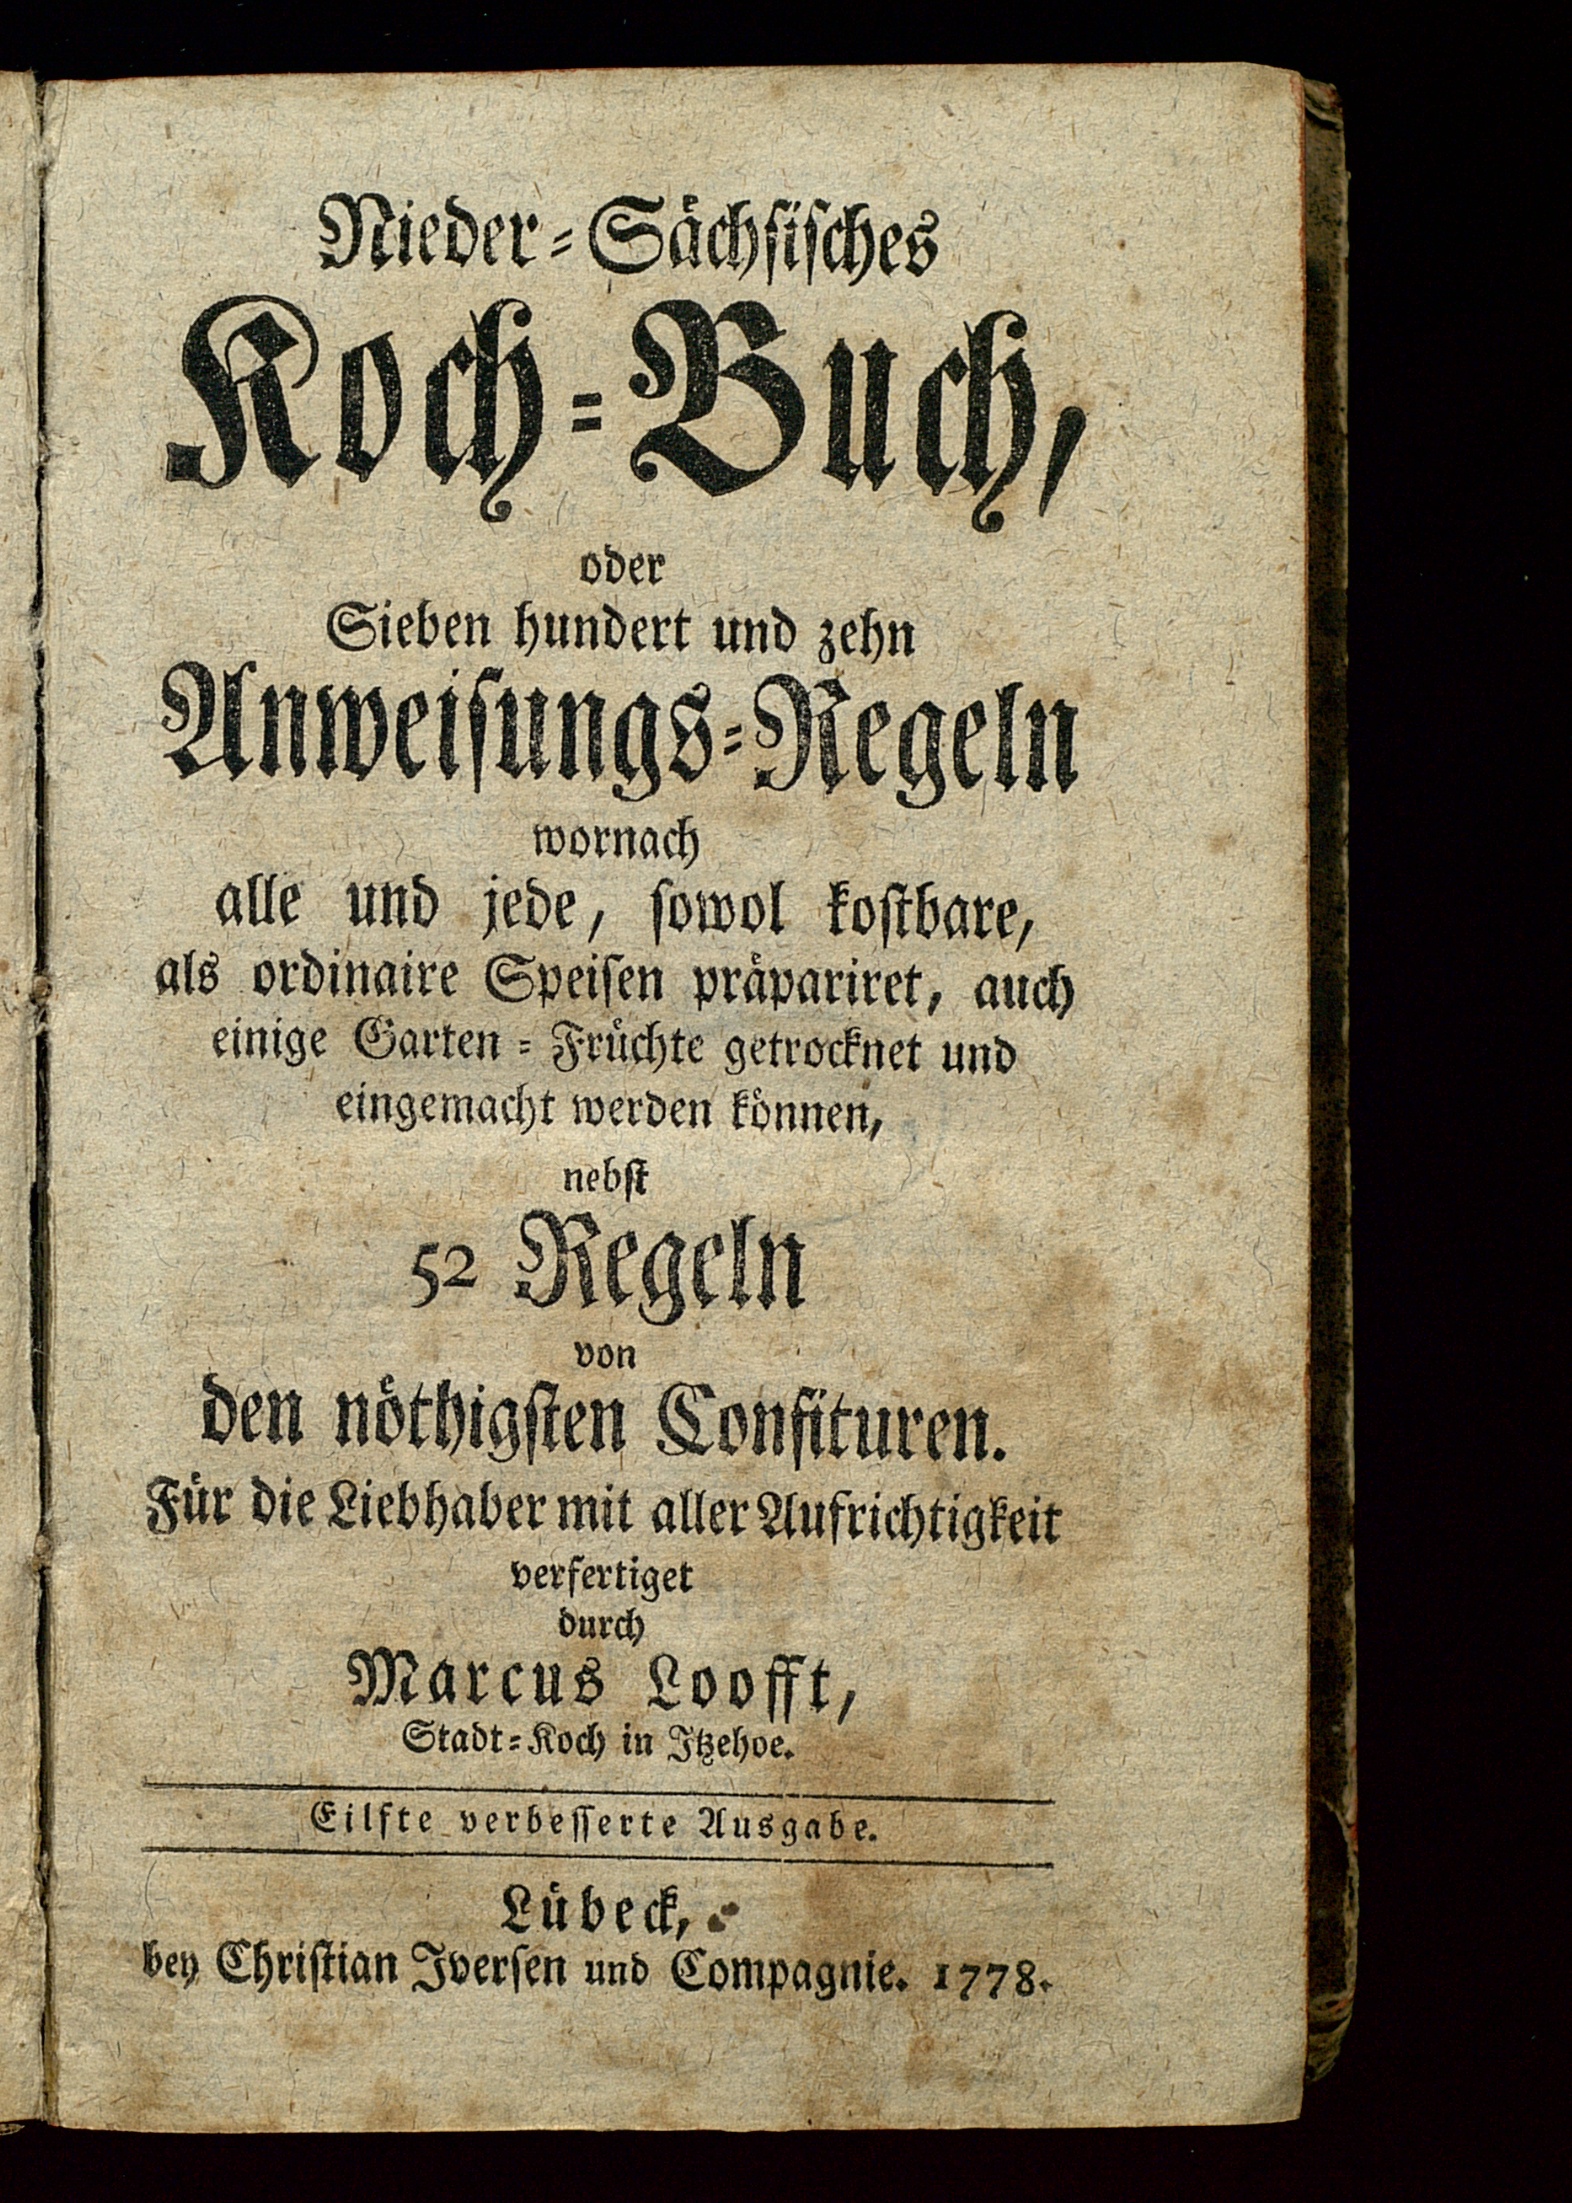 Nieder-Sächsisches
Koch-Buch,
oder
Sieben hundert und zehn
Anweisungs-Regeln
wornach
alle und jede, sowol kostbare,
als ordinaire Speisen präpariret, auch
einige Garten-Früchte getrocknet und
eingemacht werden können,
nebst
52 Regeln
von
den nöthigsten Confituren.
Für die Liebhaber mit aller Aufrichtigkeit
verfertiget
durch
MarcusLoofft,
Stadt-Koch in Itzehoe.
Eilfte verbesserte Ausgabe.
Lübeck,
bey Christian Iversen und Compagnie. 1778.